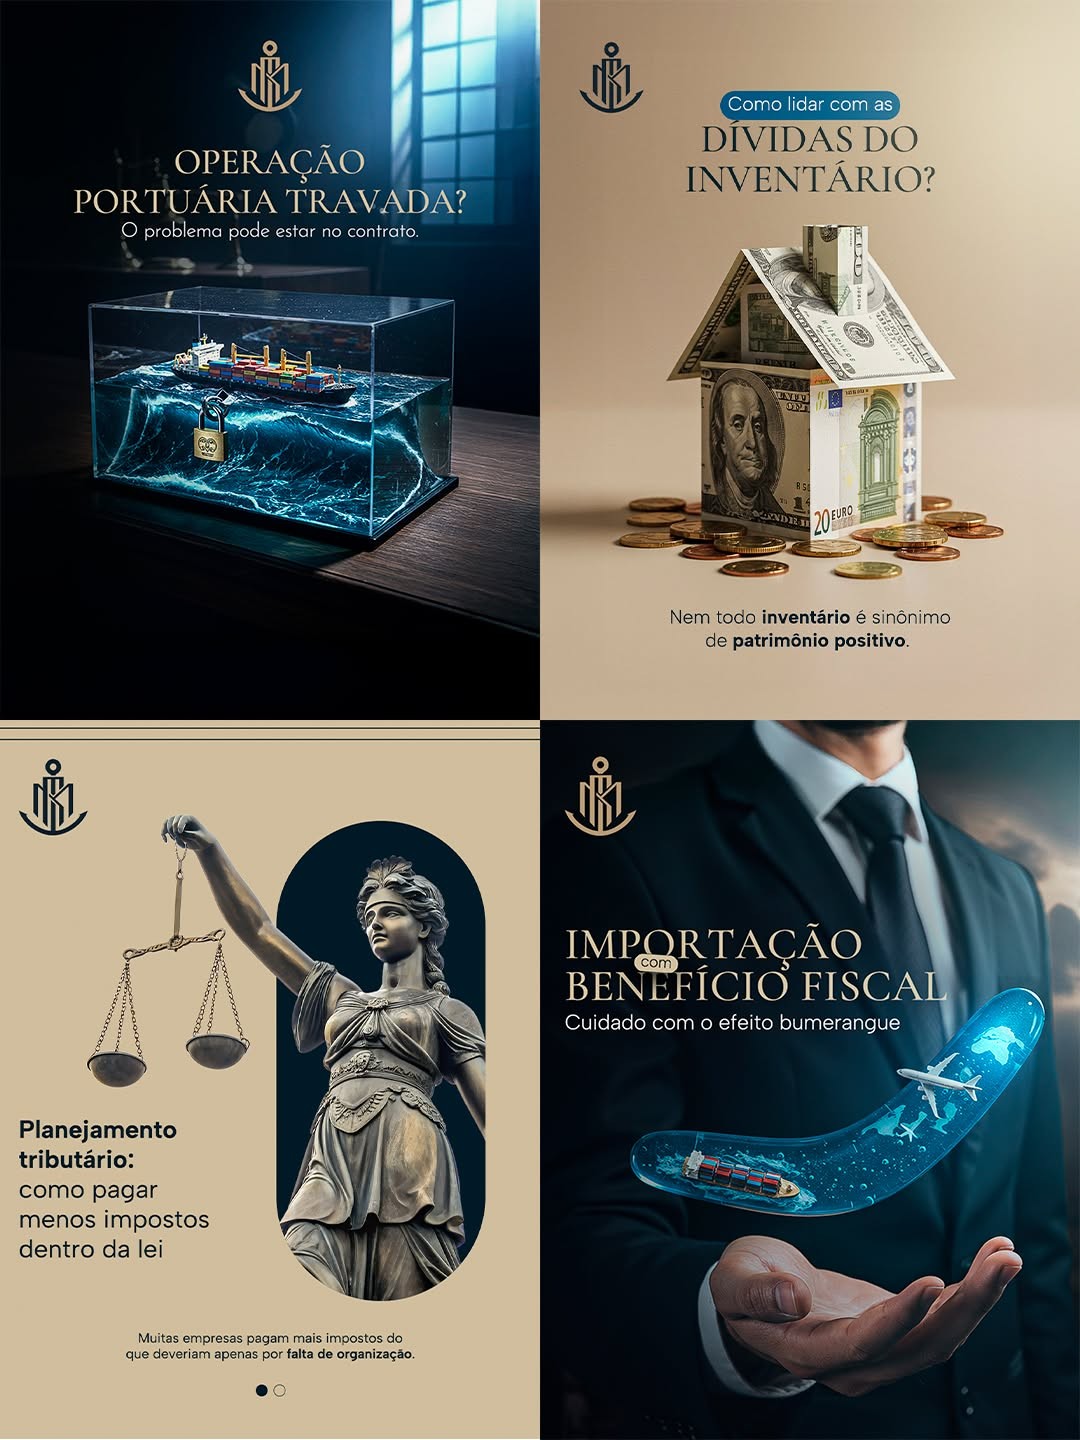 OPERAÇÃO
PORTUÁRIA TRAVADA?
O problema pode estar no contrato.
Como lidar com as
DÍVIDAS DO
INVENTÁRIO?
20 EURO
Nem todo inventário é sinônimo
de patrimônio positivo.
Planejamento
tributário:
como pagar
menos impostos
dentro da lei
Muitas empresas pagam mais impostos do
que deveriam apenas por falta de organização.
IMPORTAÇÃO
com
BENEFÍCIO FISCAL
Cuidado com o efeito bumerangue